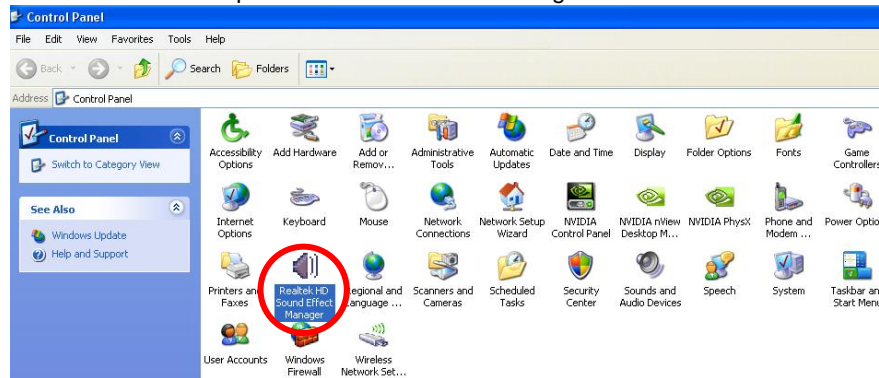 Control Panel
File Edit View Favorites Tools Help
Back Search Folders
Address Control Panel
Control Panel
Switch to Category View
See Also
Windows Update
Help and Support
Accessibility Options
Add Hardware
Add or Remov...
Administrative Tools
Automatic Updates
Date and Time
Display
Folder Options
Fonts
Game Controllers
Internet Options
Keyboard
Mouse
Network Connections
Network Setup Wizard
NVIDIA Control Panel
NVIDIA nView Desktop M...
NVIDIA PhysX
Phone and Modem ...
Power Optio
Printers and Faxes
Realtek HD Sound Effect Manager
Regional and Language ...
Scanners and Cameras
Scheduled Tasks
Security Center
Sounds and Audio Devices
Speech
System
Taskbar an
Start Menu
User Accounts
Windows Firewall
Wireless Network Set...